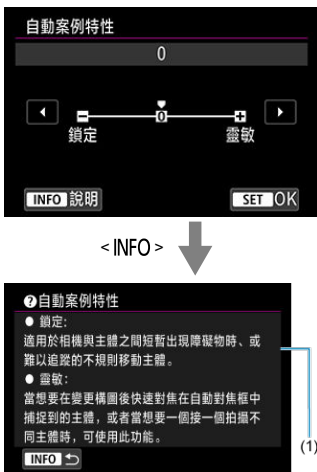 自動案例特性
0
0
鎖定 靈敏
INFO 說明 SET OK
<INFO>
?自動案例特性
● 鎖定:
適用於相機與主體之間短暫出現障礙物時、或
難以追蹤的不規則移動主體。
● 靈敏:
當想要在變更構圖後快速對焦在自動對焦框中
捕捉到的主體，或者當想要一個接一個拍攝不
同主體時，可使用此功能。
(1)
INFO